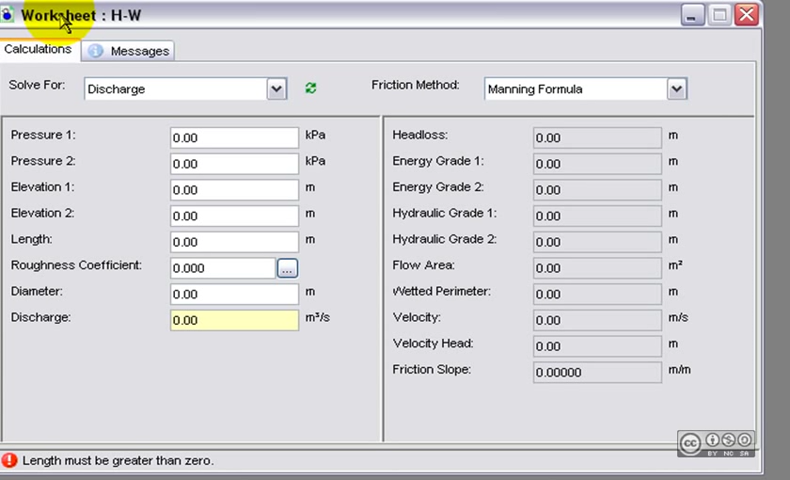 Worksheet : H-W
Calculations Messages
Solve For: Discharge Friction Method: Manning Formula
Pressure 1: 0.00 kPa Headloss: 0.00 m
Pressure 2: 0.00 kPa Energy Grade 1: 0.00 m
Elevation 1: 0.00 m Energy Grade 2: 0.00 m
Elevation 2: 0.00 m Hydraulic Grade 1: 0.00 m
Length: 0.00 m Hydraulic Grade 2: 0.00 m
Roughness Coefficient: 0.000 ... Flow Area: 0.00 m²
Diameter: 0.00 m Wetted Perimeter: 0.00 m
Discharge: 0.00 m³/s Velocity: 0.00 m/s
Velocity Head: 0.00 m
Friction Slope: 0.00000 m/m
cc BY NC SA
Length must be greater than zero.